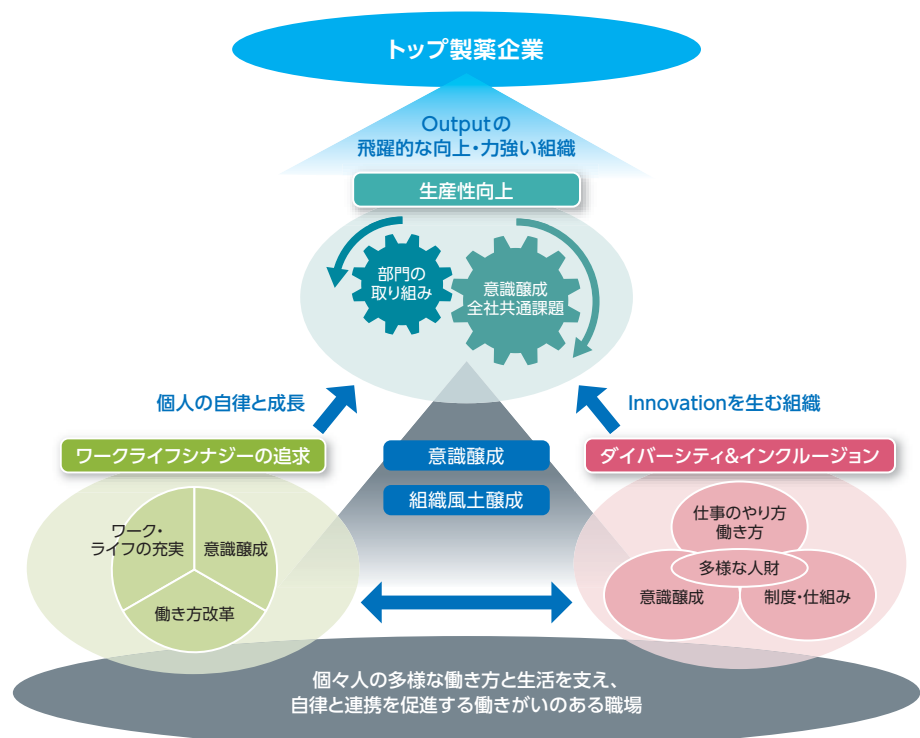 トップ製薬企業
Outputの
飛躍的な向上・力強い組織
生産性向上
部門の
取り組み
意識醸成
全社共通課題
個人の自律と成長
Innovationを生む組織
ワークライフシナジーの追求
意識醸成
組織風土醸成
ダイバーシティ&インクルージョン
ワーク・
ライフの充実
意識醸成
働き方改革
仕事のやり方
働き方
多様な人財
意識醸成
制度・仕組み
個々人の多様な働き方と生活を支え、
自律と連携を促進する働きがいのある職場